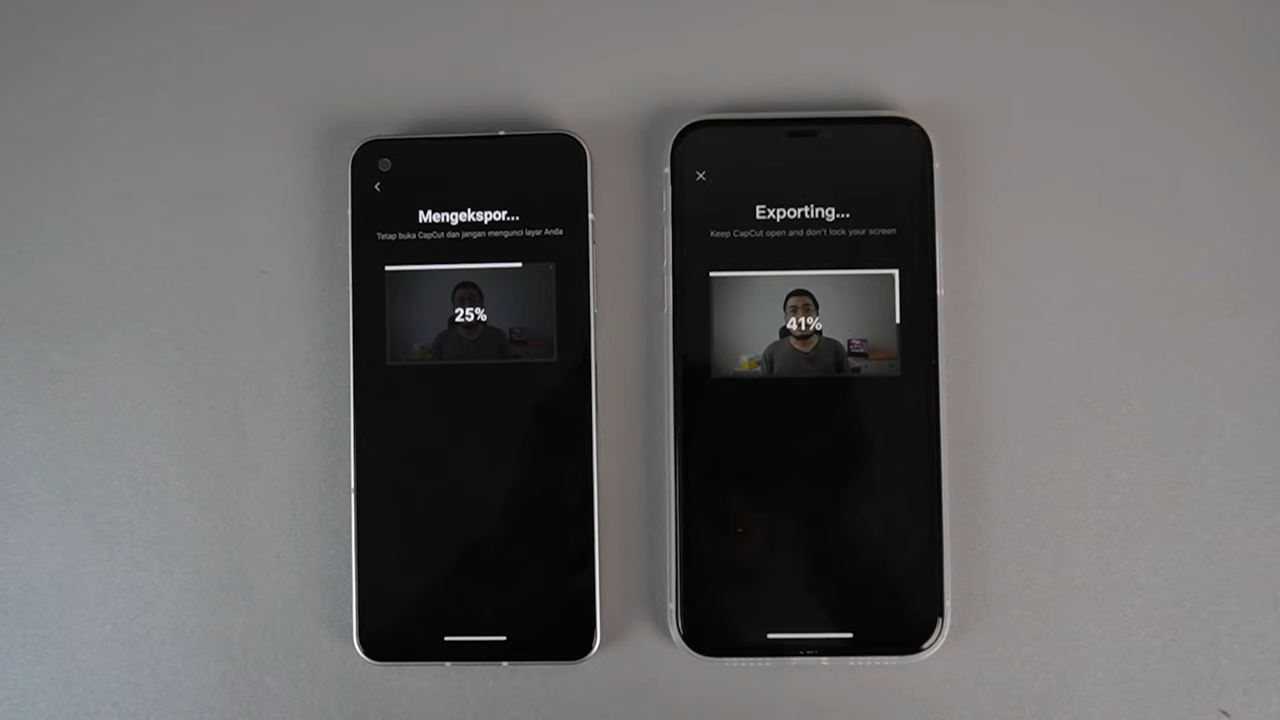 Mengekspor...
Tetap buka CapCut dan jangan mengunci layar Anda
25%
Exporting...
Keep CapCut open and don't lock your screen
41%